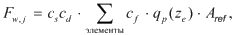 F_{w,j} = c_s c_d · ∑ c_f · q_p(z_e) · A_{ref},
элементы